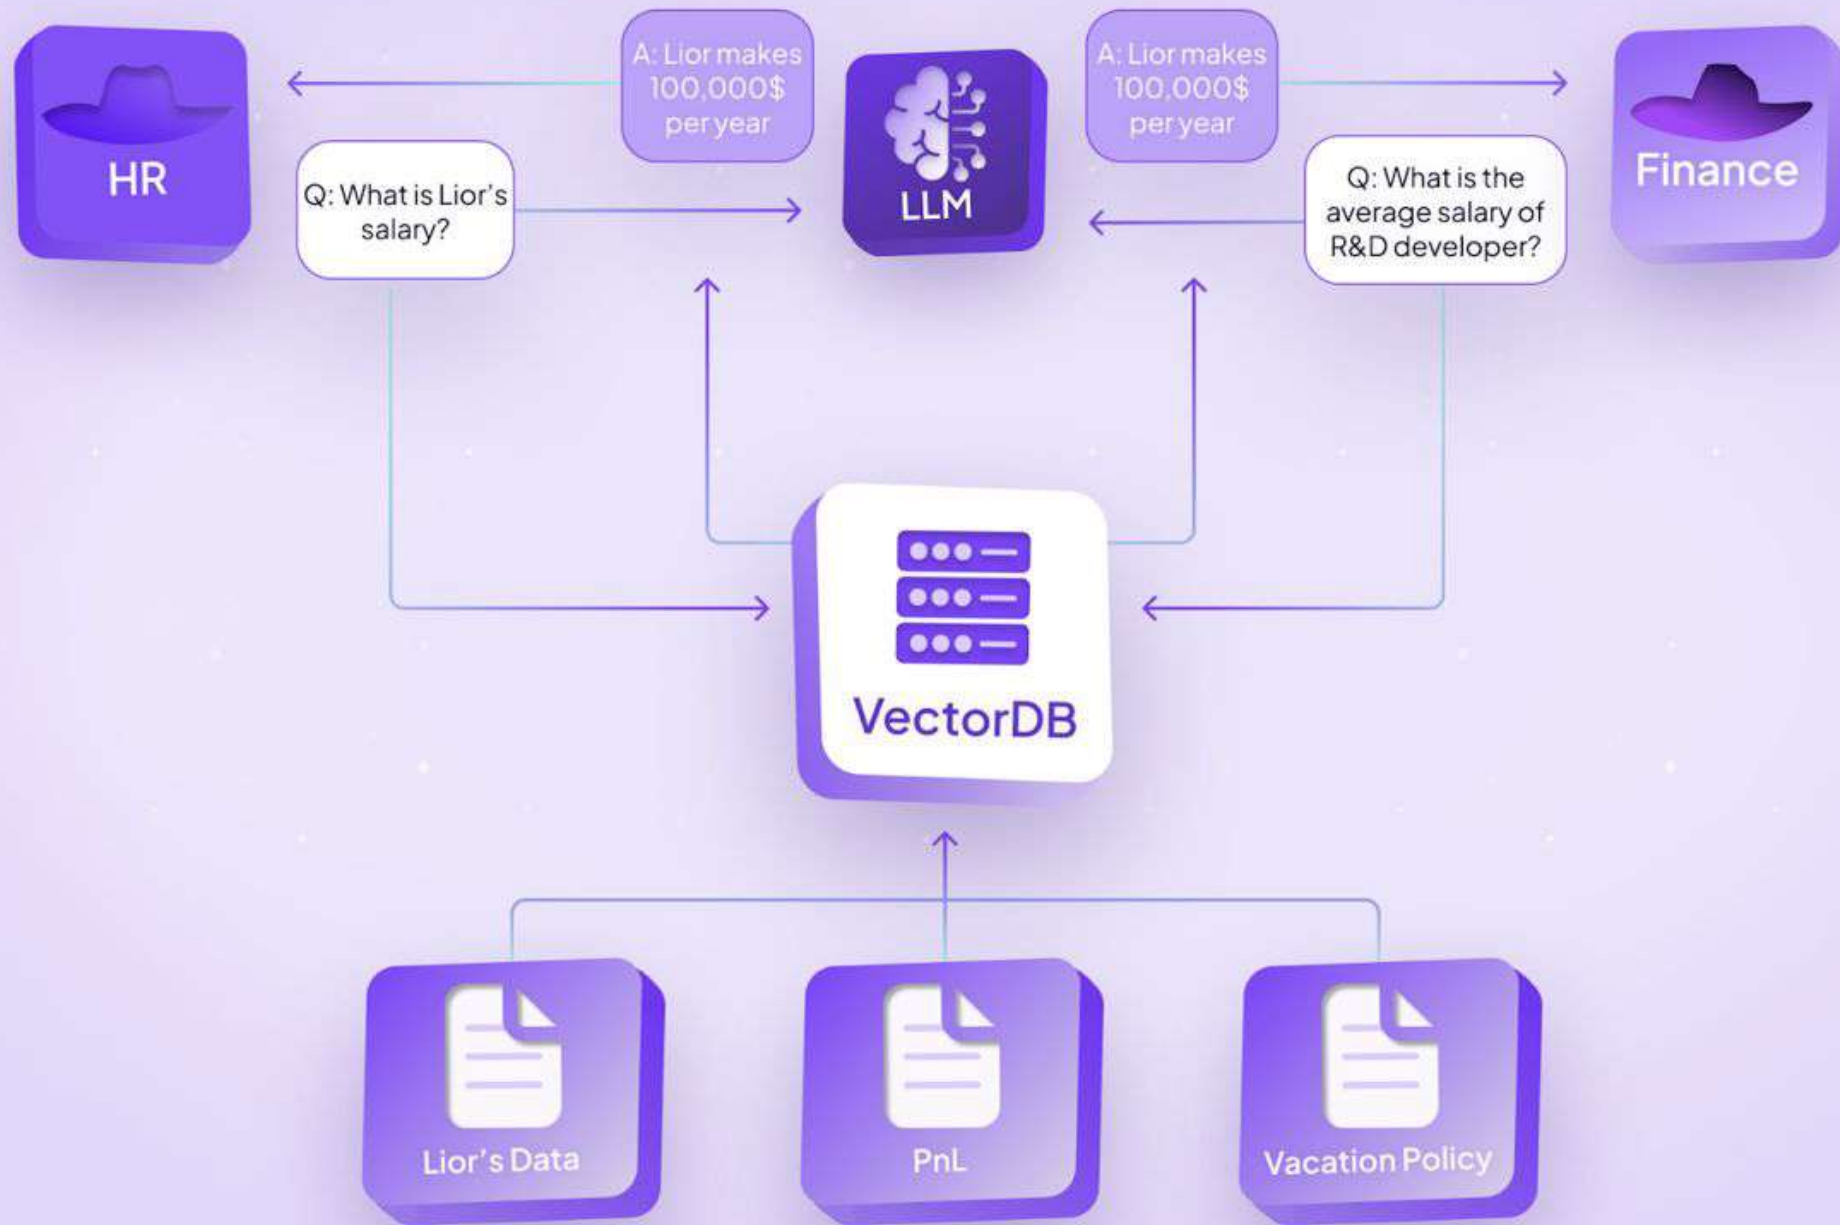 HR
A: Lior makes
100,000$
per year
Q: What is Lior's
salary?
LLM
A: Lior makes
100,000$
per year
Q: What is the
average salary of
R&D developer?
Finance
VectorDB
Lior's Data
PnL
Vacation Policy